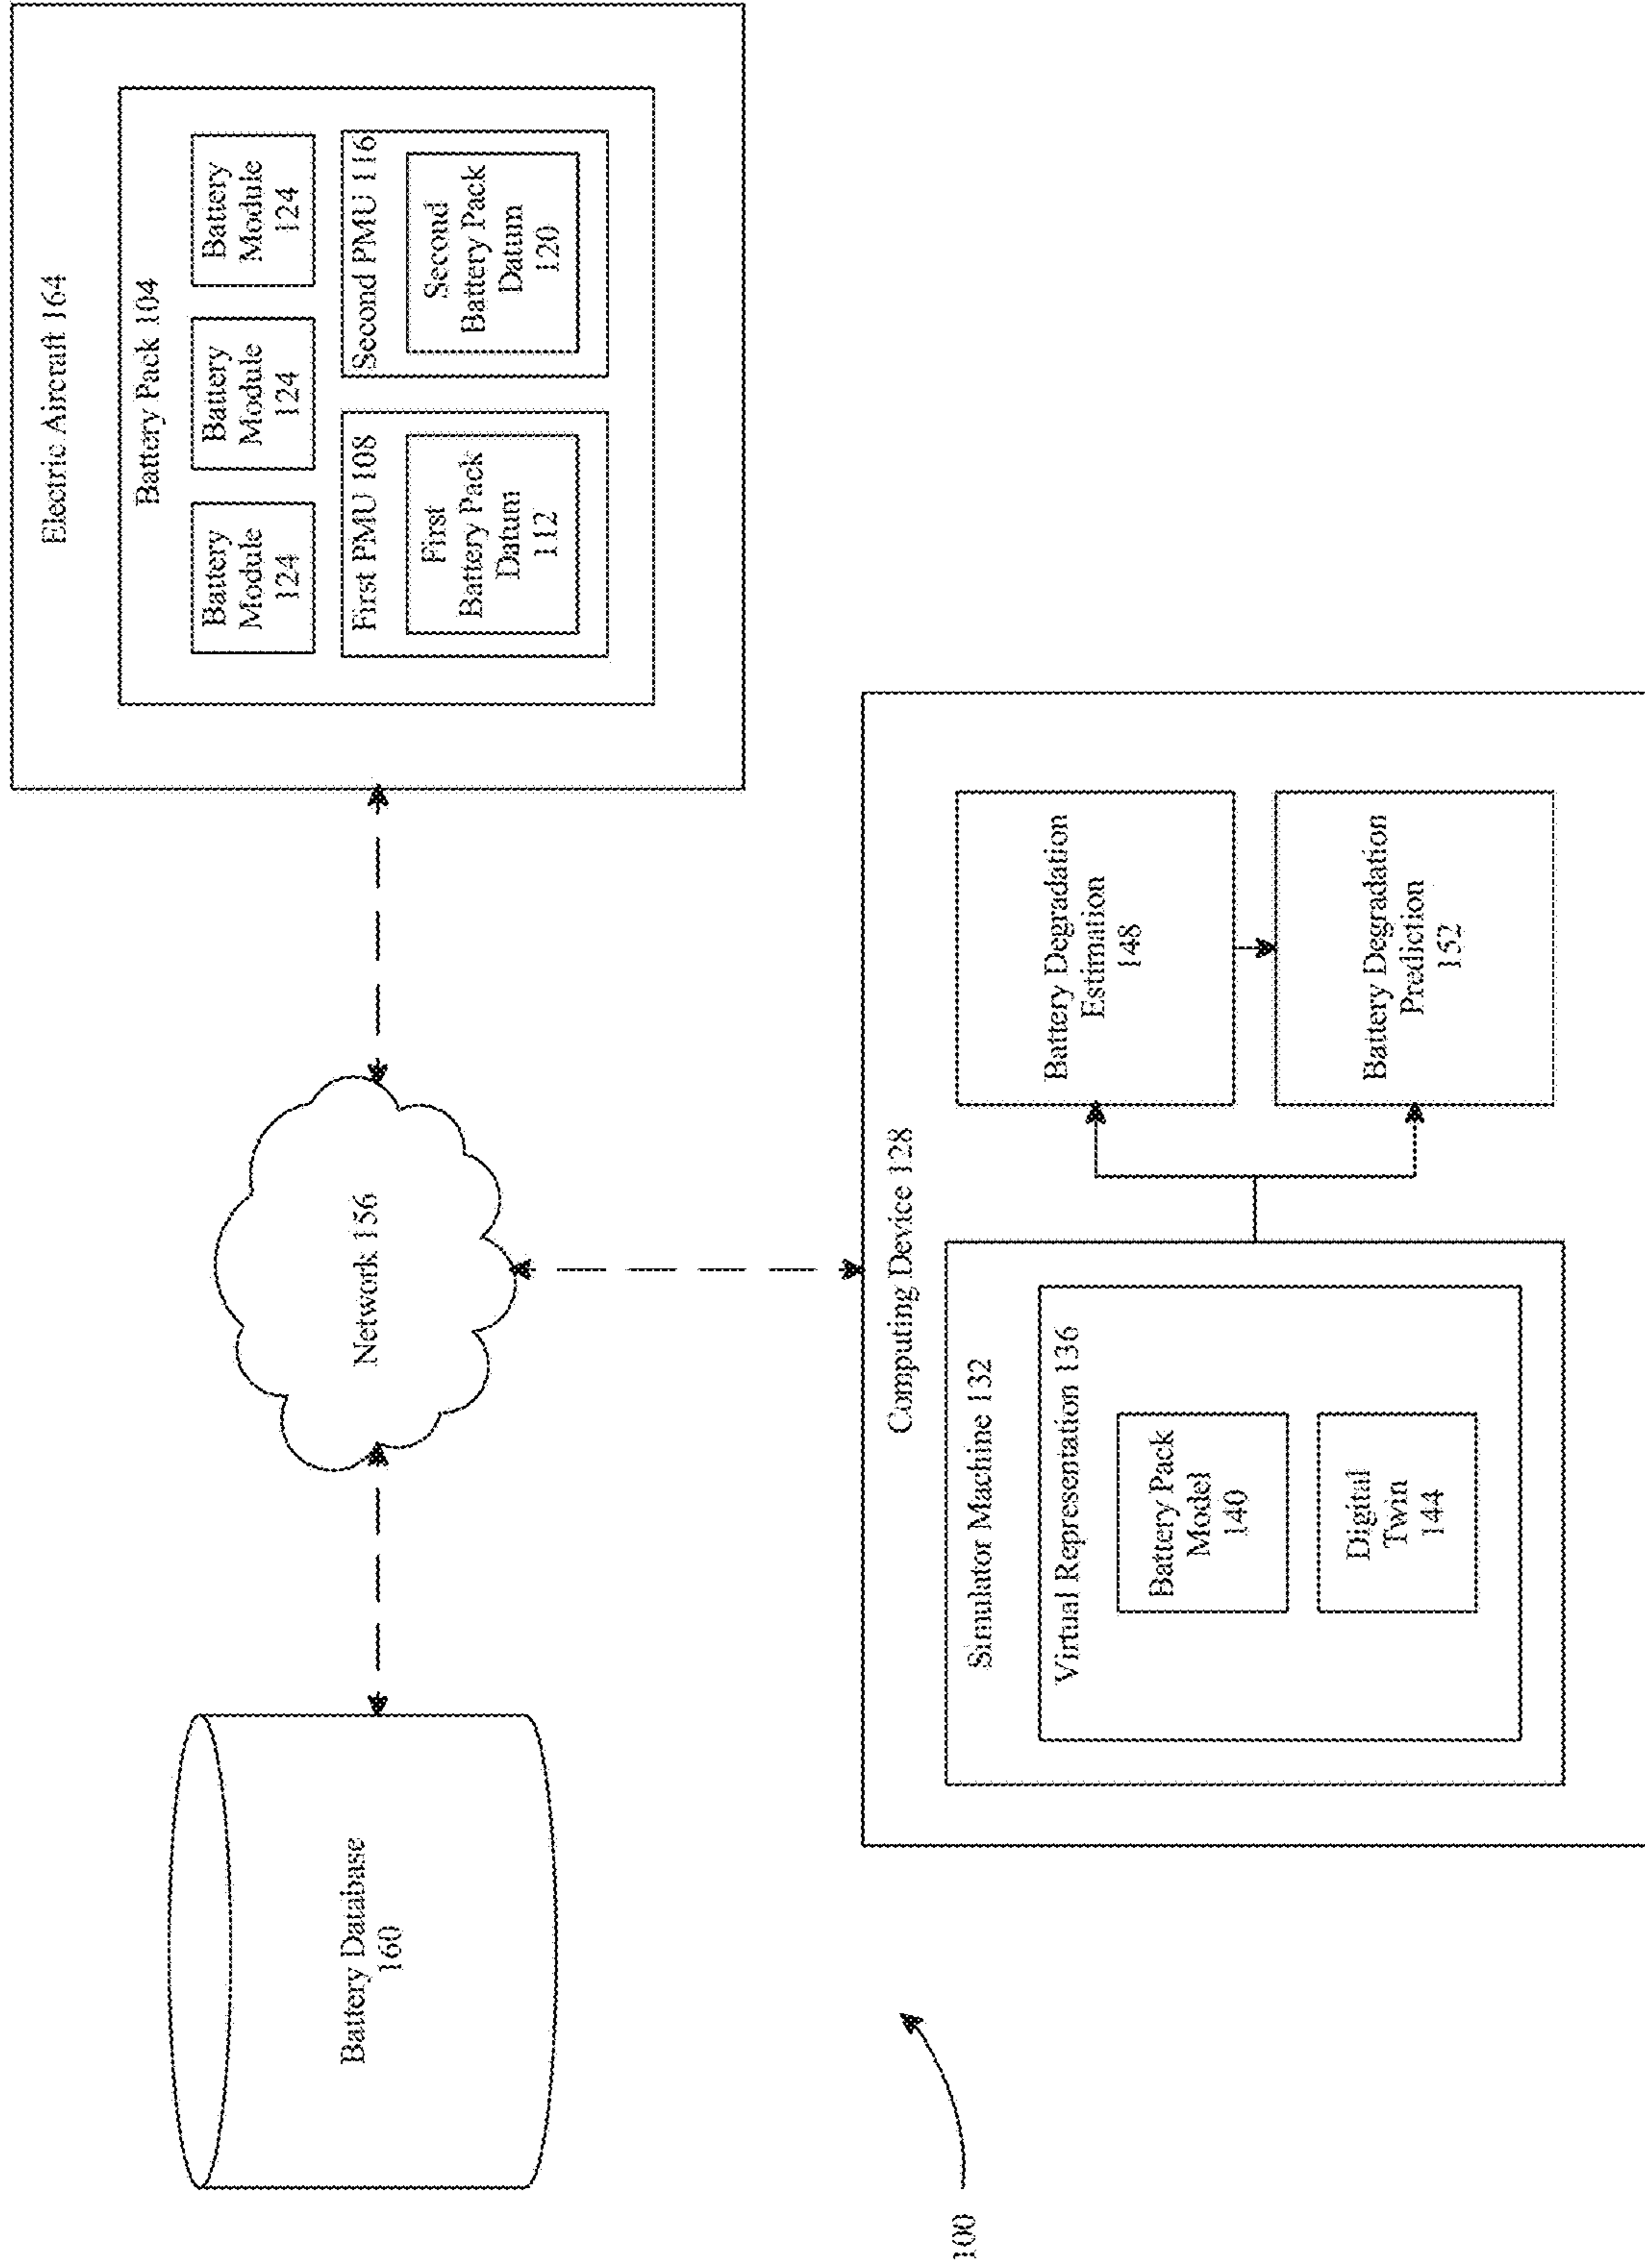 Battery Database
160
Network 156
Electric Aircraft 164
Battery Pack 104
Battery
Module
124
Battery
Module
124
Battery
Module
124
First PMU 108
First
Battery Pack
Datum
112
Second PMU 116
Second
Battery Pack
Datum
120
Computing Device 128
Simulator Machine 132
Virtual Representation 136
Battery Pack
Model
140
Digital
Twin
144
Battery Degradation
Estimation
148
Battery Degradation
Prediction
152
100